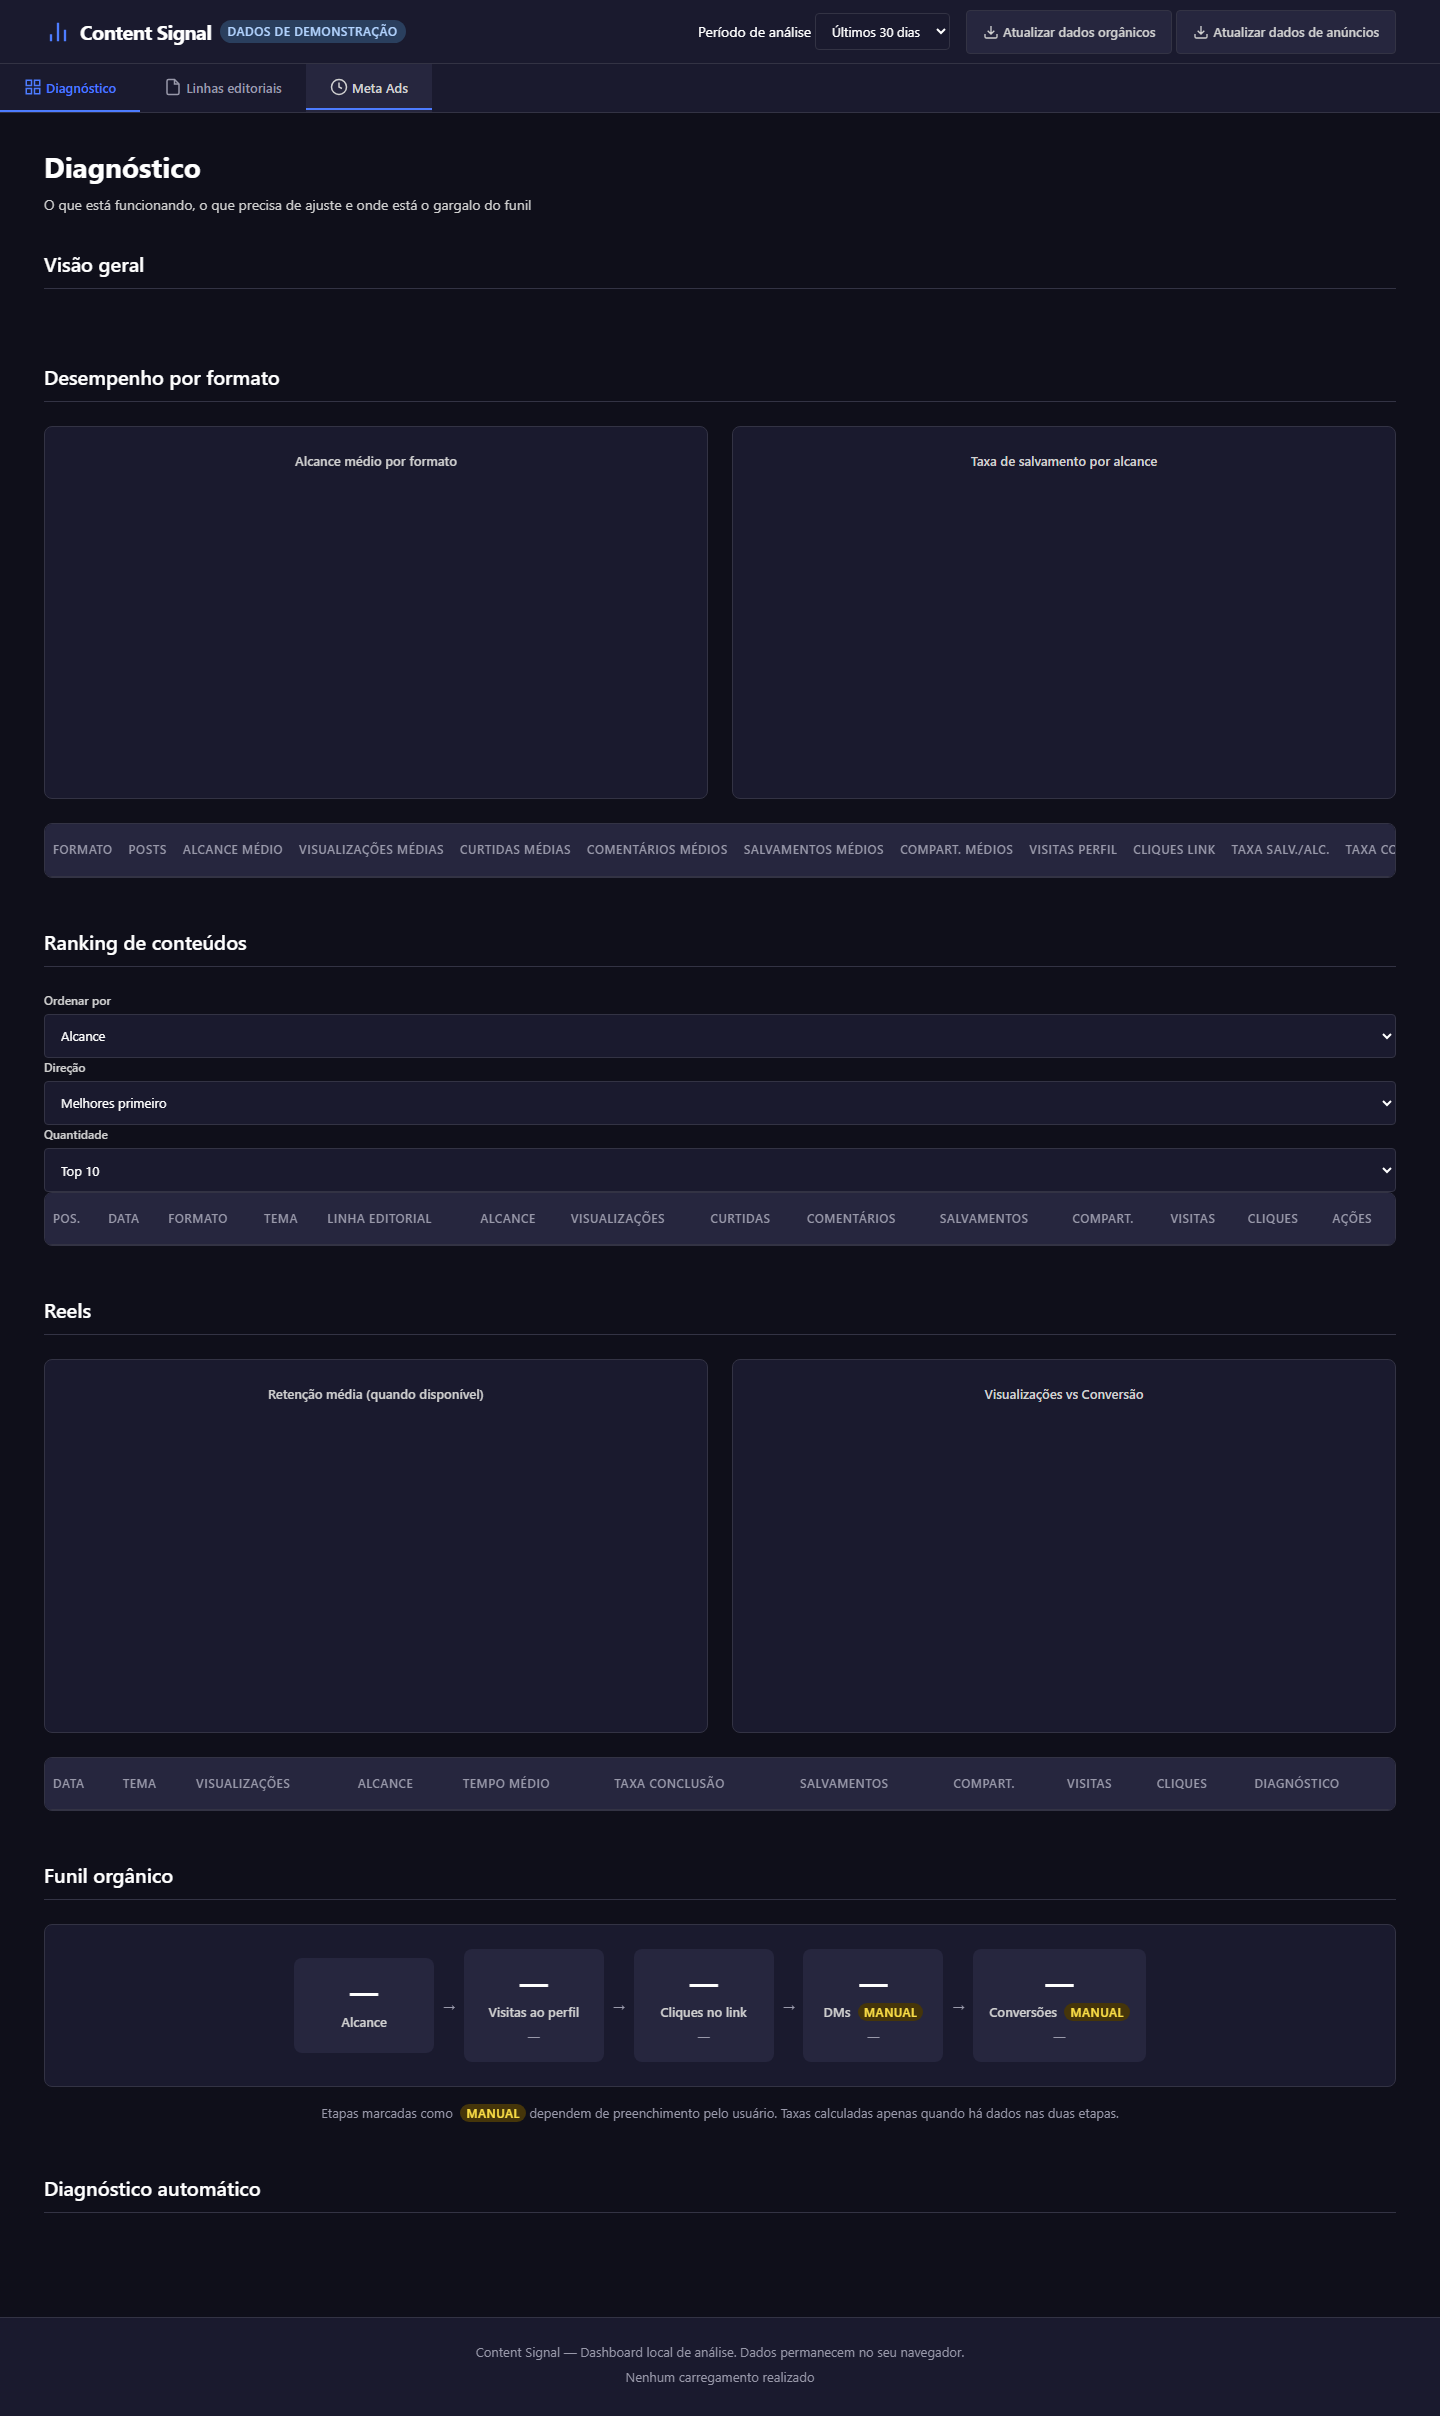 Content Signal DADOS DE DEMONSTRAÇÃO Período de análise Últimos 30 dias Atualizar dados orgânicos Atualizar dados de anúncios
Diagnóstico Linhas editoriais Meta Ads
Diagnóstico
O que está funcionando, o que precisa de ajuste e onde está o gargalo do funil
Visão geral
Desempenho por formato
Alcance médio por formato Taxa de salvamento por alcance
FORMATO POSTS ALCANCE MÉDIO VISUALIZAÇÕES MÉDIAS CURTIDAS MÉDIAS COMENTÁRIOS MÉDIOS SALVAMENTOS MÉDIOS COMPART. MÉDIOS VISITAS PERFIL CLIQUES LINK TAXA SALV./ALC. TAXA CO
Ranking de conteúdos
Ordenar por
Alcance
Direção
Melhores primeiro
Quantidade
Top 10
POS. DATA FORMATO TEMA LINHA EDITORIAL ALCANCE VISUALIZAÇÕES CURTIDAS COMENTÁRIOS SALVAMENTOS COMPART. VISITAS CLIQUES AÇÕES
Reels
Retenção média (quando disponível) Visualizações vs Conversão
DATA TEMA VISUALIZAÇÕES ALCANCE TEMPO MÉDIO TAXA CONCLUSÃO SALVAMENTOS COMPART. VISITAS CLIQUES DIAGNÓSTICO
Funil orgânico
— → — → — → — → —
Alcance Visitas ao perfil Cliques no link DMs MANUAL Conversões MANUAL
— — — —
Etapas marcadas como MANUAL dependem de preenchimento pelo usuário. Taxas calculadas apenas quando há dados nas duas etapas.
Diagnóstico automático
Content Signal — Dashboard local de análise. Dados permanecem no seu navegador.
Nenhum carregamento realizado